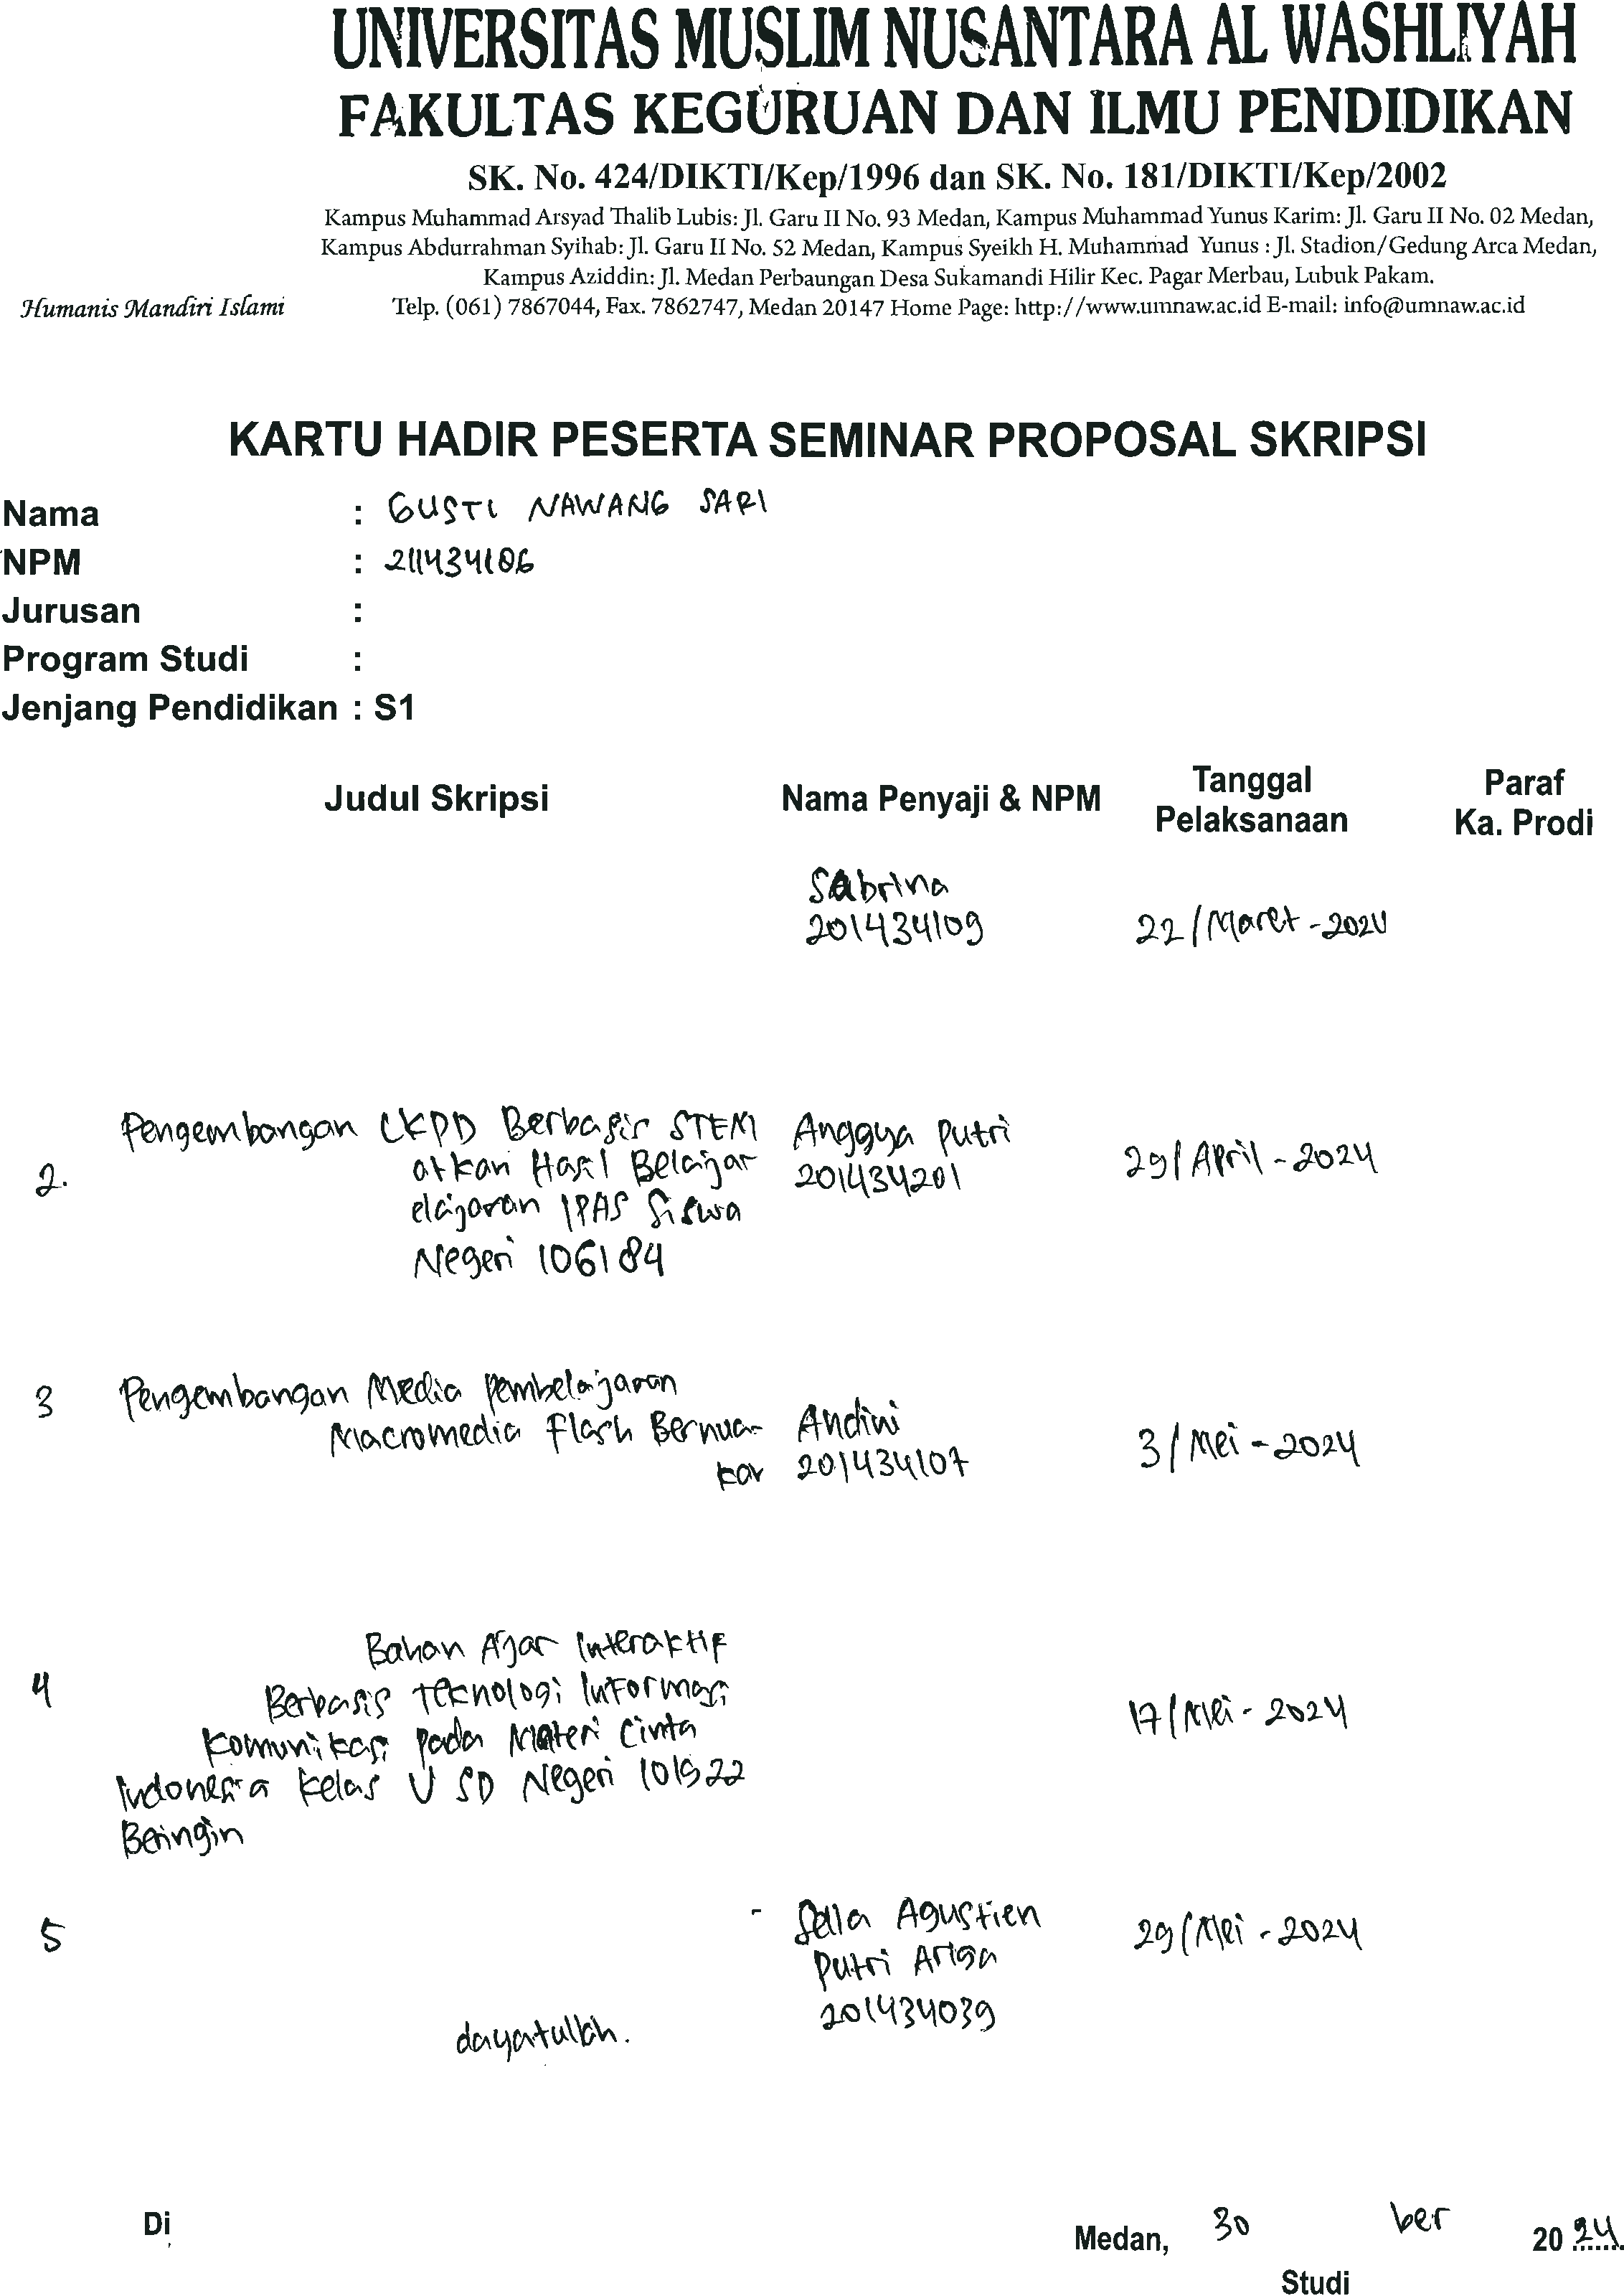 UNIVERSITAS MUSLIM NUSANTARA AL WASHLIYAH
FAKULTAS KEGURUAN DAN ILMU PENDIDIKAN
SK. No. 424/DIKTI/Kep/1996 dan SK. No. 181/DIKTI/Kep/2002
Kampus Muhammad Arsyad Thalib Lubis: Jl. Garu II No. 93 Medan, Kampus Muhammad Yunus Karim: Jl. Garu II No. 02 Medan,
Kampus Abdurrahman Syihab: Jl. Garu II No. 52 Medan, Kampus Syeikh H. Muhammad Yunus : Jl. Stadion/Gedung Arca Medan,
Kampus Aziddin: Jl. Medan Perbaungan Desa Sukamandi Hilir Kec. Pagar Merbau, Lubuk Pakam.
Humanis Mandiri Islami
Telp. (061) 7867044, Fax. 7862747, Medan 20147 Home Page: http://www.umnaw.ac.id E-mail: info@umnaw.ac.id
KARTU HADIR PESERTA SEMINAR PROPOSAL SKRIPSI
Nama : GUSTI NAWANG SARI
NPM : 211434106
Jurusan :
Program Studi :
Jenjang Pendidikan : S1
Judul Skripsi
Nama Penyaji & NPM
Tanggal
Pelaksanaan
Paraf
Ka. Prodi
Sabrina
201434109
22/Maret-2024
2.
Pengembangan LKPD Berbasis STEM
atkan Hasil Belajar
elajaran IPAS Siswa
Negeri 106184
Anggya Putri
201434201
29/April-2024
3
Pengembangan Media Pembelajaran
Macromedia Flash Bermua-
kar
Andini
201434107
3/Mei-2024
4
Bahan Ajar Interaktif
Berbasis Teknologi Informasi
Komunikasi pada Materi Cinta
Indonesia Kelas V SD Negeri 101922
Beringin
17/Mei-2024
5
dayatullah.
- Sella Agustien
Putri Ariga
201434039
29/Mei-2024
Di
Medan, 30 ber 2024
Studi